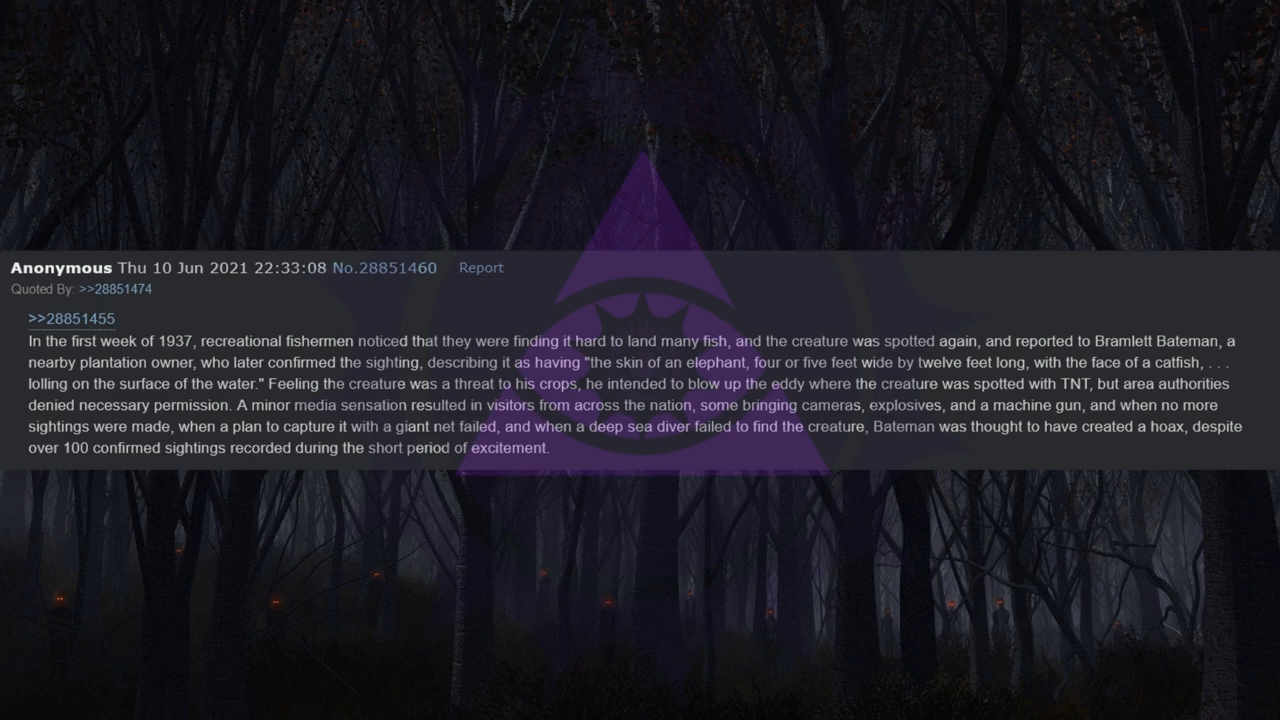 Anonymous Thu 10 Jun 2021 22:33:08 No.28851460 Report
Quoted By: >>28851474
>>28851455
In the first week of 1937, recreational fishermen noticed that they were finding it hard to land many fish, and the creature was spotted again, and reported to Bramlett Bateman, a
nearby plantation owner, who later confirmed the sighting, describing it as having "the skin of an elephant, four or five feet wide by twelve feet long, with the face of a catfish, . . .
lolling on the surface of the water." Feeling the creature was a threat to his crops, he intended to blow up the eddy where the creature was spotted with TNT, but area authorities
denied necessary permission. A minor media sensation resulted in visitors from across the nation, some bringing cameras, explosives, and a machine gun, and when no more
sightings were made, when a plan to capture it with a giant net failed, and when a deep sea diver failed to find the creature, Bateman was thought to have created a hoax, despite
over 100 confirmed sightings recorded during the short period of excitement.